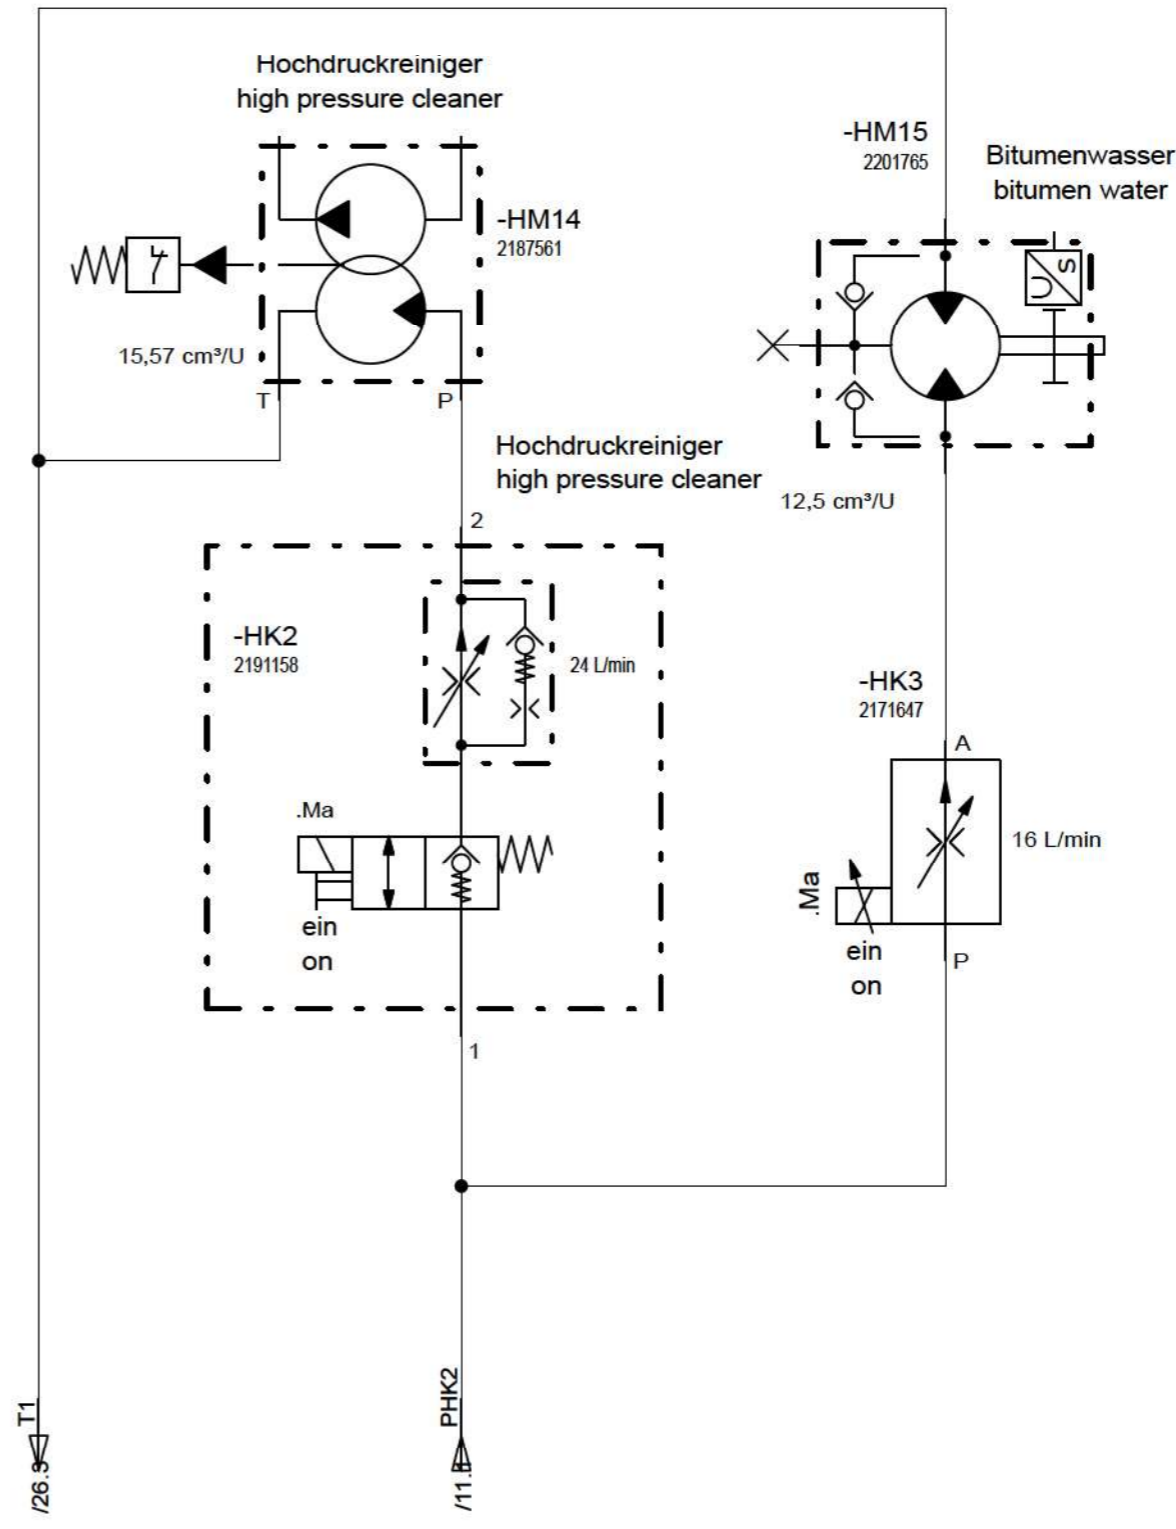 Hochdruckreiniger
high pressure cleaner
-HM15
2201765
Bitumenwasser
bitumen water
-HM14
2187561
S
U
15,57 cm³/U
T
P
Hochdruckreiniger
high pressure cleaner
12,5 cm³/U
2
-HK2
2191158
24 L/min
-HK3
2171647
A
.Ma
16 L/min
.Ma
ein
on
ein
on
P
1
T1
PHK2
/26.3
/11.